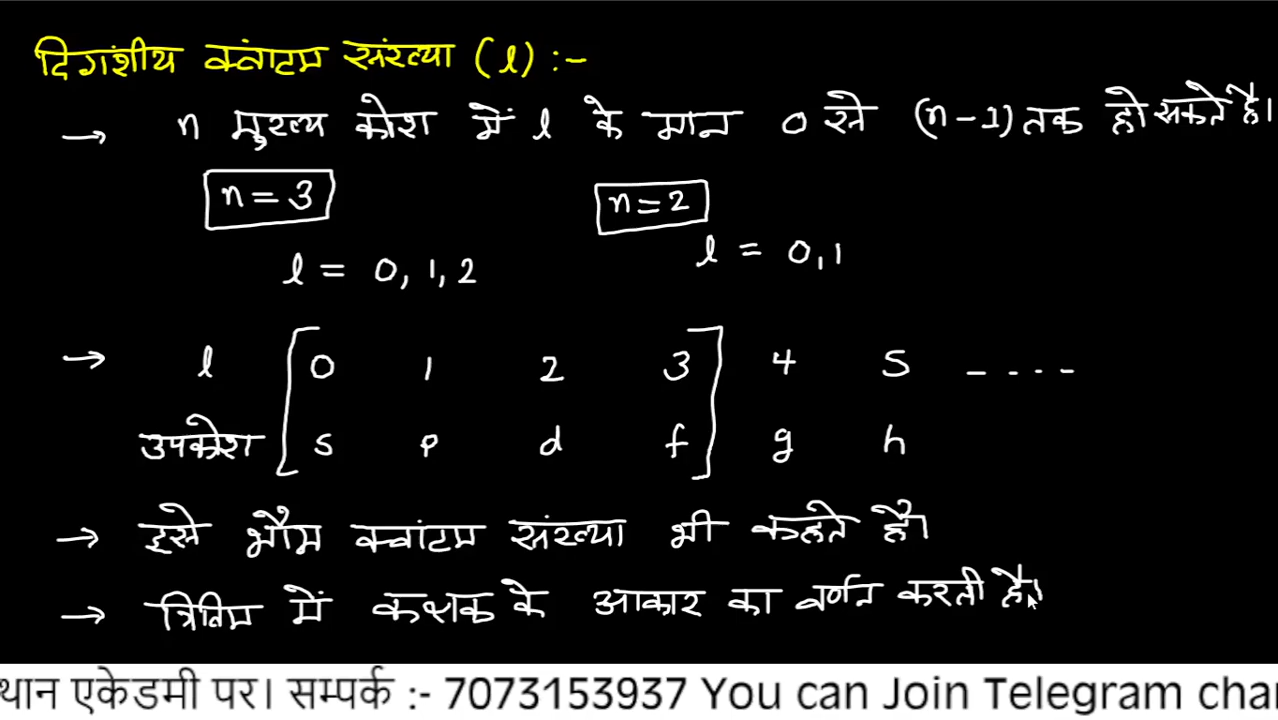 दिगंशीय क्वांटम संख्या (l) :-
→ n मुख्य कोश में l के मान 0 से (n-1) तक हो सकते है।
n = 3 n = 2
l = 0, 1, 2 l = 0, 1
→ l [ 0 1 2 3 ] 4 5 ----
उपकोश [ s p d f ] g h
→ इसे भौम क्वांटम संख्या भी कहते है।
→ त्रिविम में कक्षक के आकार का वर्णन करती है।
थान एकेडमी पर। सम्पर्क :- 7073153937 You can Join Telegram chan